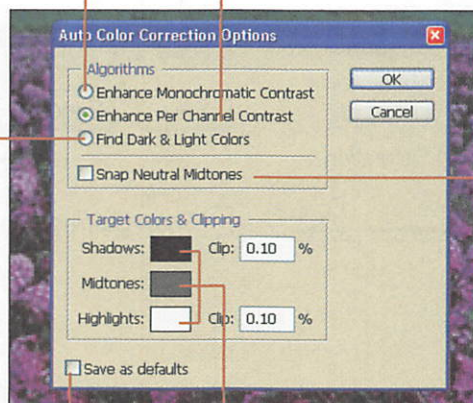 Auto Color Correction Options
Algorithms
Enhance Monochromatic Contrast
Enhance Per Channel Contrast
Find Dark & Light Colors
Snap Neutral Midtones
OK
Cancel
Target Colors & Clipping
Shadows: Clip: 0.10 %
Midtones:
Highlights: Clip: 0.10 %
Save as defaults